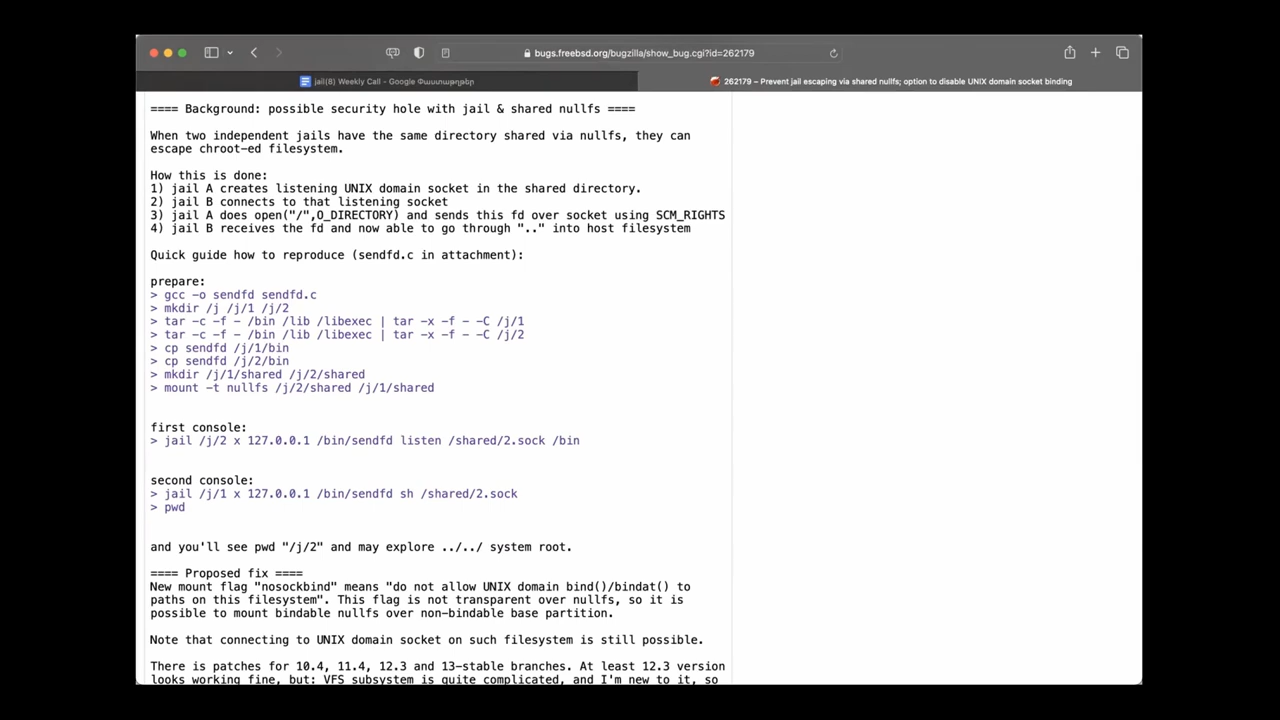 bugs.freebsd.org/bugzilla/show_bug.cgi?id=262179
jail(8) Weekly Call - Google Փաստաթղթեր
262179 – Prevent jail escaping via shared nullfs; option to disable UNIX domain socket binding
==== Background: possible security hole with jail & shared nullfs ====
When two independent jails have the same directory shared via nullfs, they can
escape chroot-ed filesystem.
How this is done:
1) jail A creates listening UNIX domain socket in the shared directory.
2) jail B connects to that listening socket
3) jail A does open("/",O_DIRECTORY) and sends this fd over socket using SCM_RIGHTS
4) jail B receives the fd and now able to go through ".." into host filesystem
Quick guide how to reproduce (sendfd.c in attachment):
prepare:
> gcc -o sendfd sendfd.c
> mkdir /j /j/1 /j/2
> tar -c -f - /bin /lib /libexec | tar -x -f - -C /j/1
> tar -c -f - /bin /lib /libexec | tar -x -f - -C /j/2
> cp sendfd /j/1/bin
> cp sendfd /j/2/bin
> mkdir /j/1/shared /j/2/shared
> mount -t nullfs /j/2/shared /j/1/shared
first console:
> jail /j/2 x 127.0.0.1 /bin/sendfd listen /shared/2.sock /bin
second console:
> jail /j/1 x 127.0.0.1 /bin/sendfd sh /shared/2.sock
> pwd
and you'll see pwd "/j/2" and may explore ../../ system root.
==== Proposed fix ====
New mount flag "nosockbind" means "do not allow UNIX domain bind()/bindat() to
paths on this filesystem". This flag is not transparent over nullfs, so it is
possible to mount bindable nullfs over non-bindable base partition.
Note that connecting to UNIX domain socket on such filesystem is still possible.
There is patches for 10.4, 11.4, 12.3 and 13-stable branches. At least 12.3 version
looks working fine, but: VFS subsystem is quite complicated, and I'm new to it, so